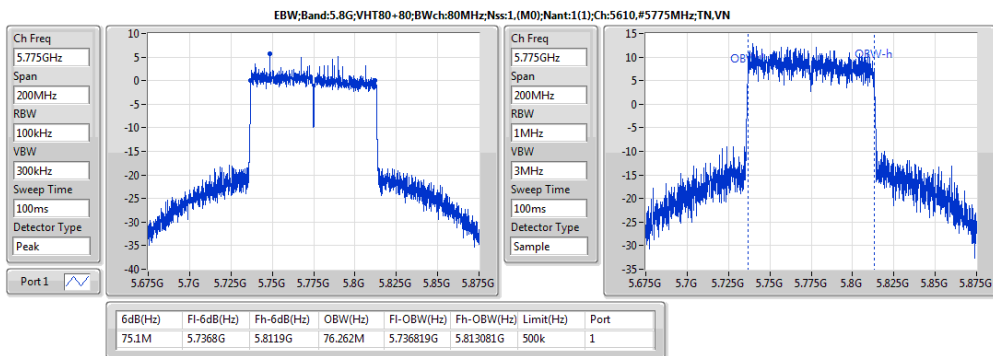 EBW;Band:5.8G;VHT80+80;BWch:80MHz;Nss:1,(M0);Nant:1(1);Ch:5610,#5775MHz;TN,VN
Ch Freq
5.775GHz
Span
200MHz
RBW
100kHz
VBW
300kHz
Sweep Time
100ms
Detector Type
Peak
Port 1
10
5
0
-5
-10
-15
-20
-25
-30
-35
-40
5.675G 5.7G 5.725G 5.75G 5.775G 5.8G 5.825G 5.85G 5.875G
Ch Freq
5.775GHz
Span
200MHz
RBW
1MHz
VBW
3MHz
Sweep Time
100ms
Detector Type
Sample
15
10
5
0
-5
-10
-15
-20
-25
-30
-35
OBW-h
5.675G 5.7G 5.725G 5.75G 5.775G 5.8G 5.825G 5.85G 5.875G
6dB(Hz) Fl-6dB(Hz) Fh-6dB(Hz) OBW(Hz) Fl-OBW(Hz) Fh-OBW(Hz) Limit(Hz) Port
75.1M 5.7368G 5.8119G 76.262M 5.736819G 5.813081G 500k 1